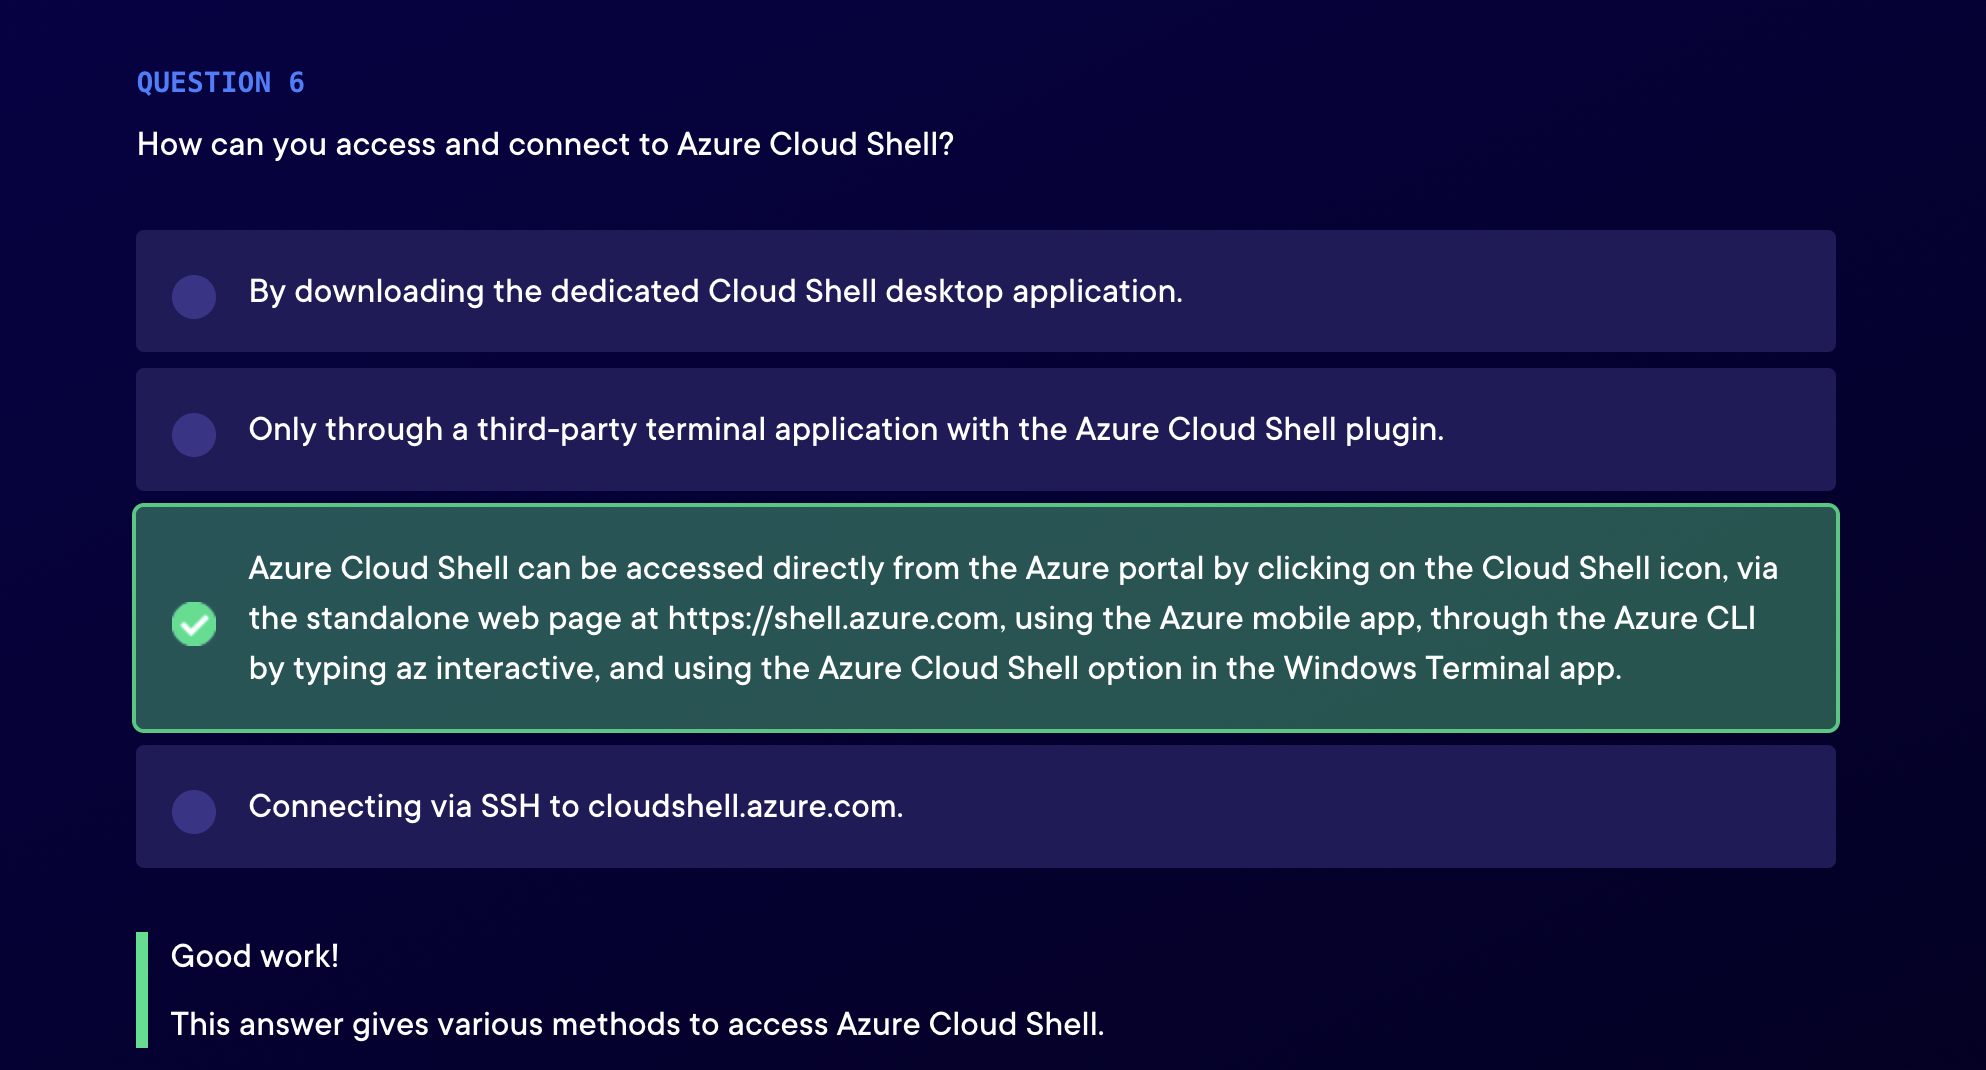 QUESTION 6
How can you access and connect to Azure Cloud Shell?
By downloading the dedicated Cloud Shell desktop application.
Only through a third-party terminal application with the Azure Cloud Shell plugin.
Azure Cloud Shell can be accessed directly from the Azure portal by clicking on the Cloud Shell icon, via
the standalone web page at https://shell.azure.com, using the Azure mobile app, through the Azure CLI
by typing az interactive, and using the Azure Cloud Shell option in the Windows Terminal app.
Connecting via SSH to cloudshell.azure.com.
Good work!
This answer gives various methods to access Azure Cloud Shell.